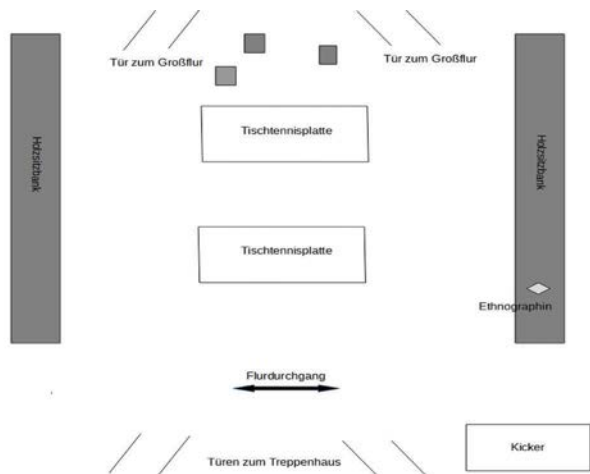 Tür zum Großflur
Tür zum Großflur
Tischtennisplatte
Holzsitzbank
Holzsitzbank
Tischtennisplatte
Ethnographin
Flurdurchgang
Türen zum Treppenhaus
Kicker